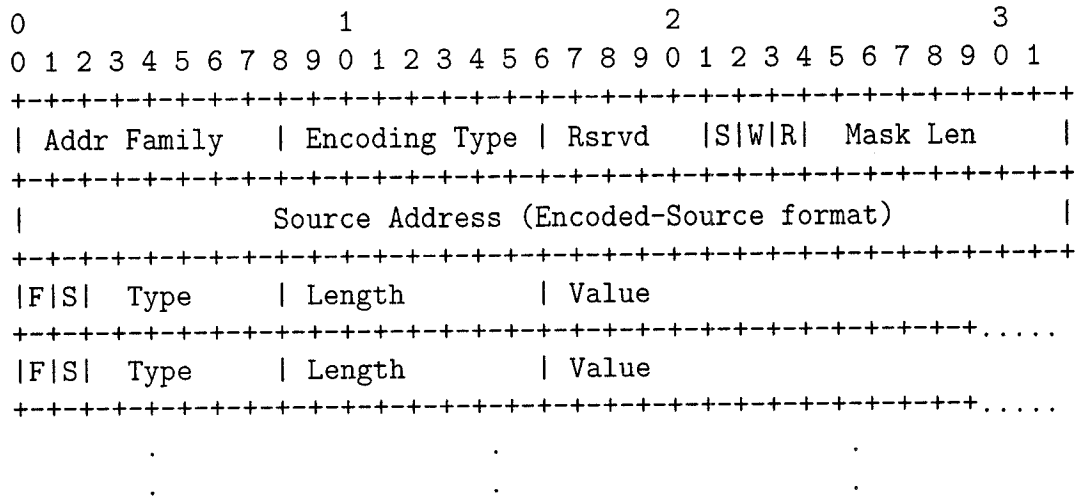 0                   1                   2                   3
0 1 2 3 4 5 6 7 8 9 0 1 2 3 4 5 6 7 8 9 0 1 2 3 4 5 6 7 8 9 0 1
+-+-+-+-+-+-+-+-+-+-+-+-+-+-+-+-+-+-+-+-+-+-+-+-+-+-+-+-+-+-+-+-+
| Addr Family   | Encoding Type | Rsrvd   |S|W|R|  Mask Len     |
+-+-+-+-+-+-+-+-+-+-+-+-+-+-+-+-+-+-+-+-+-+-+-+-+-+-+-+-+-+-+-+-+
|               Source Address (Encoded-Source format)          |
+-+-+-+-+-+-+-+-+-+-+-+-+-+-+-+-+-+-+-+-+-+-+-+-+-+-+-+-+-+-+-+-+
|F|S|  Type     | Length        | Value
+-+-+-+-+-+-+-+-+-+-+-+-+-+-+-+-+-+-+-+-+-+-+-+-+-+-+-+-+-+.....
|F|S|  Type     | Length        | Value
+-+-+-+-+-+-+-+-+-+-+-+-+-+-+-+-+-+-+-+-+-+-+-+-+-+-+-+-+-+.....
. . .
. . .